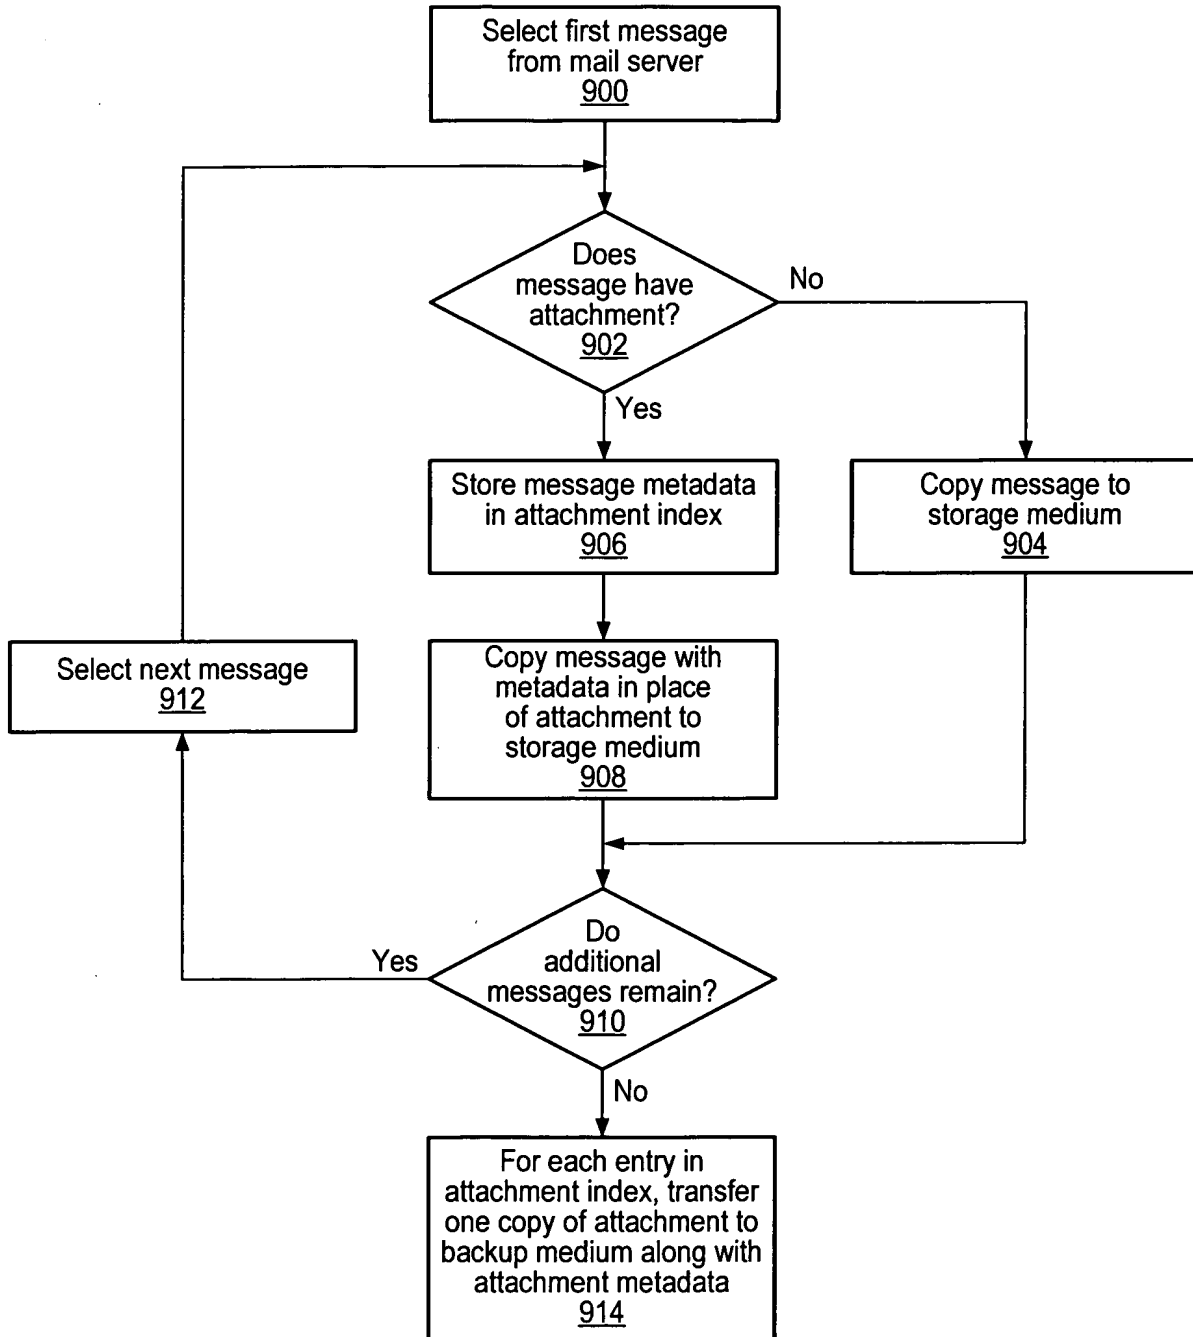 Select first message
from mail server
900
Does
message have
attachment?
902
No
Yes
Store message metadata
in attachment index
906
Copy message to
storage medium
904
Select next message
912
Copy message with
metadata in place
of attachment to
storage medium
908
Do
additional
messages remain?
910
Yes
No
For each entry in
attachment index, transfer
one copy of attachment to
backup medium along with
attachment metadata
914